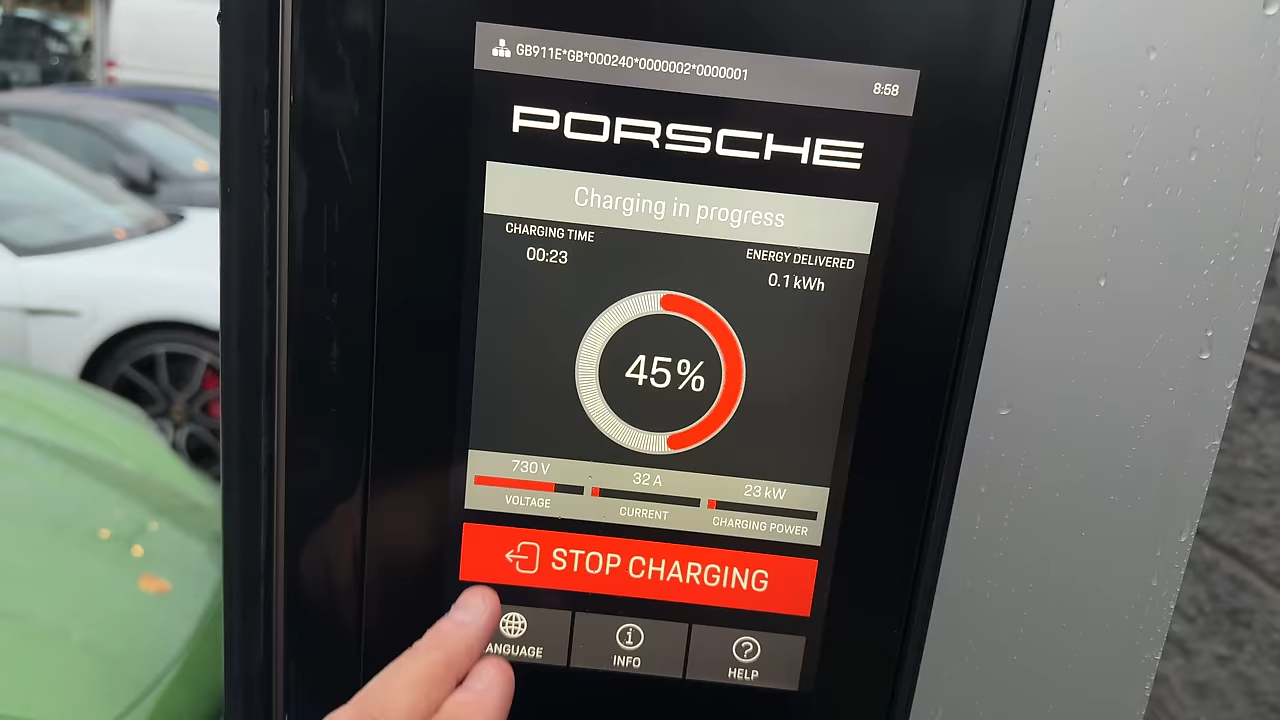 GB911E*GB*000240*0000002*0000001
8:58
PORSCHE
Charging in progress
CHARGING TIME
00:23
ENERGY DELIVERED
0.1 kWh
45%
730 V
VOLTAGE
32 A
CURRENT
23 kW
CHARGING POWER
STOP CHARGING
ANGUAGE
INFO
HELP